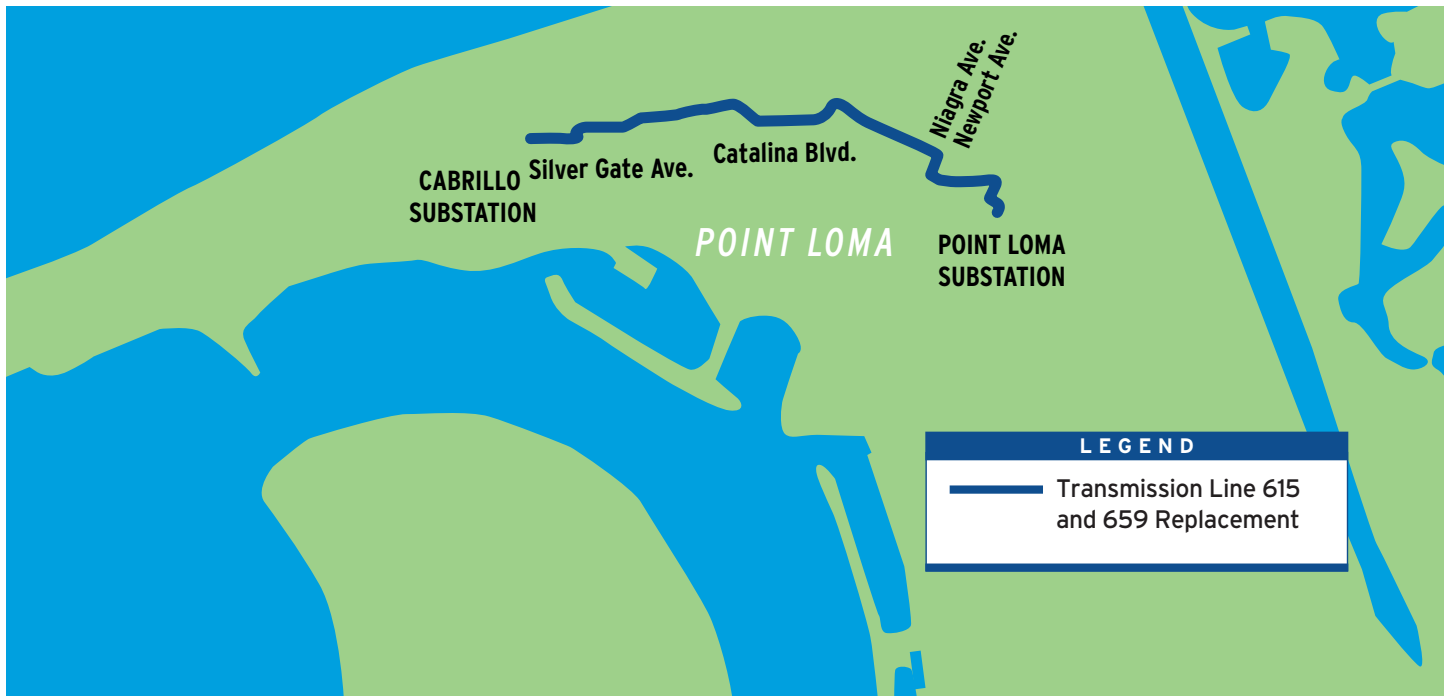 Niagra Ave.
Newport Ave.
Catalina Blvd.
Silver Gate Ave.
CABRILLO
SUBSTATION
POINT LOMA
POINT LOMA
SUBSTATION
LEGEND
Transmission Line 615
and 659 Replacement